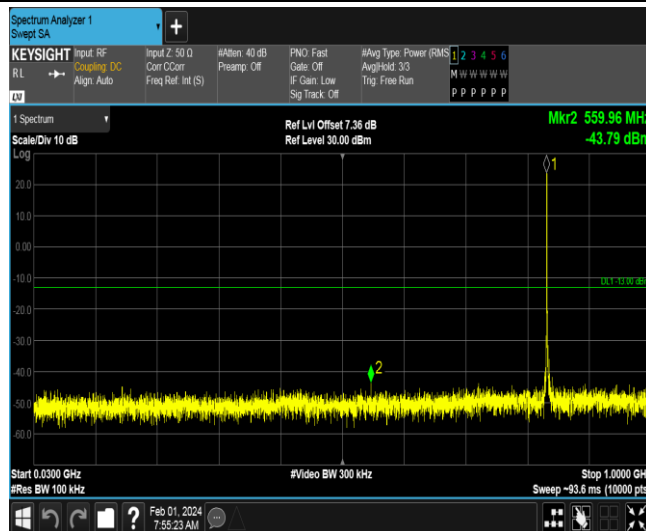 Spectrum Analyzer 1
Swept SA
+
KEYSIGHT
RL
LXI
Input: RF
Coupling: DC
Align: Auto
Input Z: 50 Ω
Corr CCorr
Freq Ref: Int (S)
#Atten: 40 dB
Preamp: Off
PNO: Fast
Gate: Off
IF Gain: Low
Sig Track: Off
#Avg Type: Power (RMS
Avg|Hold: 3/3
Trig: Free Run
1 2 3 4 5 6
M W W W W W
P P P P P P
1 Spectrum
Scale/Div 10 dB
Log
Ref Lvl Offset 7.36 dB
Ref Level 30.00 dBm
Mkr2 559.96 MHz
-43.79 dBm
1
20.0
10.0
0.00
-10.0
DL1 -13.00 dBm
-20.0
-30.0
-40.0
2
-50.0
-60.0
Start 0.0300 GHz
#Res BW 100 kHz
#Video BW 300 kHz
Stop 1.0000 GH
Sweep ~93.6 ms (10000 pts
?
Feb 01, 2024
7:55:23 AM